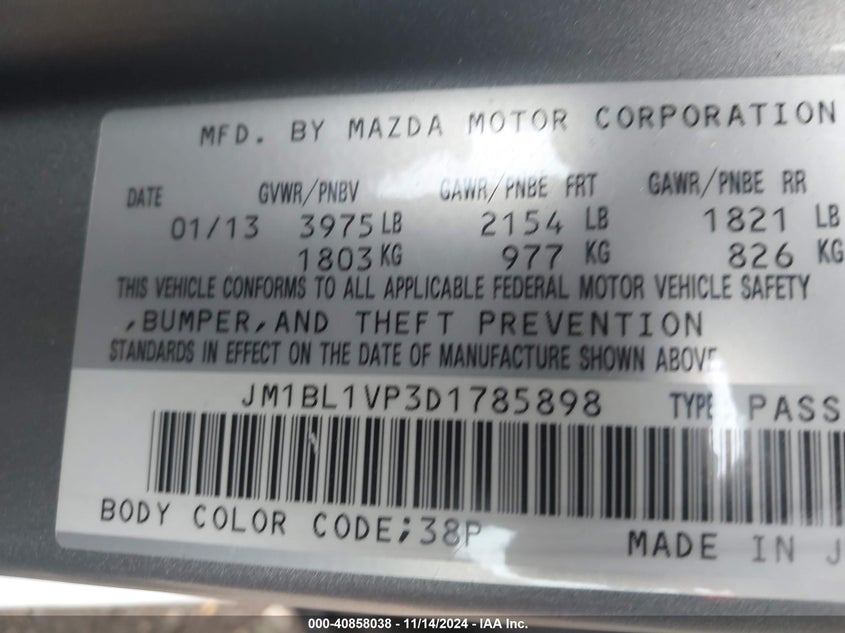 MFD. BY MAZDA MOTOR CORPORATION
DATE GVWR/PNBV GAWR/PNBE FRT GAWR/PNBE RR
01/13 3975 LB 2154 LB 1821 LB
1803 KG 977 KG 826 KG
THIS VEHICLE CONFORMS TO ALL APPLICABLE FEDERAL MOTOR VEHICLE SAFETY
,BUMPER,AND THEFT PREVENTION
STANDARDS IN EFFECT ON THE DATE OF MANUFACTURE SHOWN ABOVE
JM1BL1VP3D1785898 TYPE PASS
BODY COLOR CODE;38P
MADE IN J
000-40858038 - 11/14/2024 - IAA Inc.